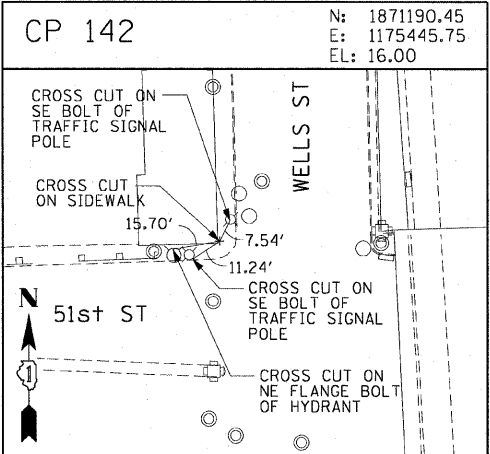 CP 142
N: 1871190.45
E: 1175445.75
EL: 16.00
CROSS CUT ON
SE BOLT OF
TRAFFIC SIGNAL
POLE
WELLS ST
CROSS CUT
ON SIDEWALK
15.70'
7.54'
11.24'
CROSS CUT ON
SE BOLT OF
TRAFFIC SIGNAL
POLE
N
51st ST
CROSS CUT ON
NE FLANGE BOLT
OF HYDRANT